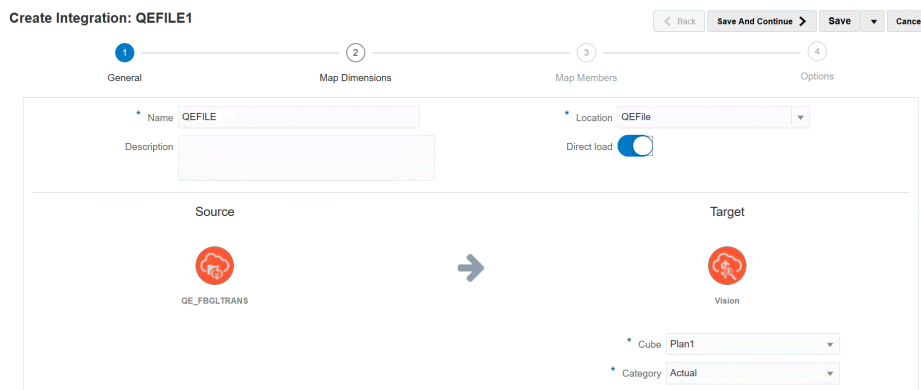 Create Integration: QEFILE1
Back Save And Continue Save Cance
1 2 3 4
General Map Dimensions Map Members Options
* Name QEFILE * Location QEFile
Description Direct load
Source Target
QE_FBGLTRANS Vision
* Cube Plan1
* Category Actual